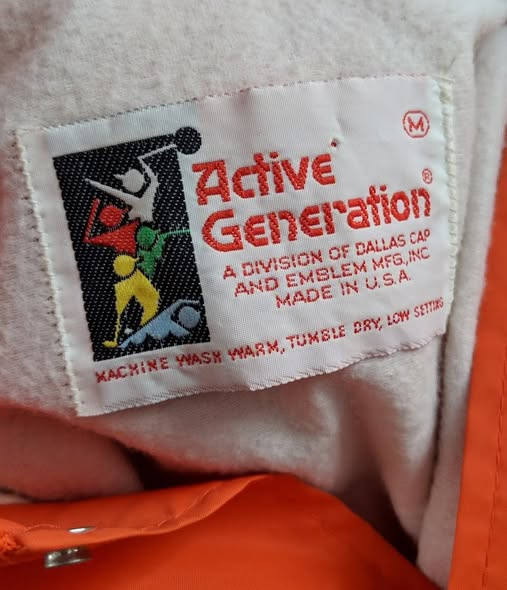 M
Active
Generation®
A DIVISION OF DALLAS CAP
AND EMBLEM MFG, INC
MADE IN U.S.A.
MACHINE WASH WARM, TUMBLE DRY, LOW SETTING